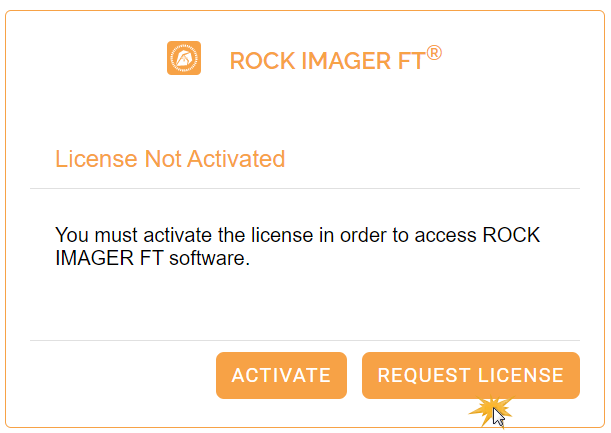 ROCK IMAGER FT®
License Not Activated
You must activate the license in order to access ROCK
IMAGER FT software.
ACTIVATE
REQUEST LICENSE